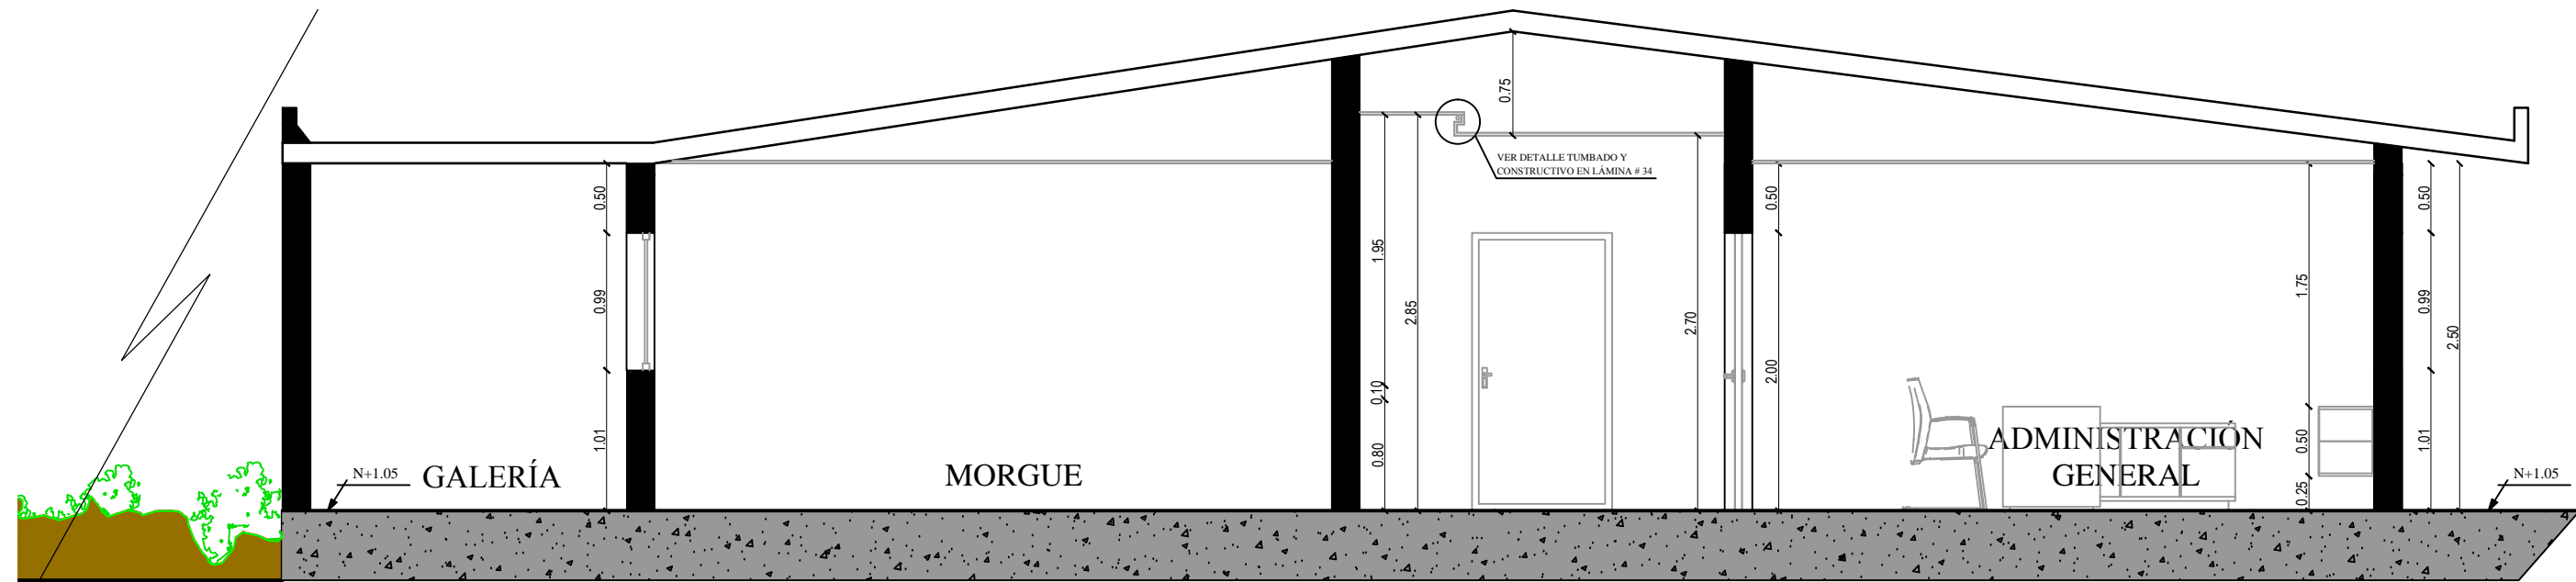 0.75
VER DETALLE TUMBADO Y
CONSTRUCTIVO EN LÁMINA # 34
0.50
0.99
1.01
1.95
0.10
0.80
2.85
2.70
0.50
2.00
1.75
0.50
0.25
0.50
0.99
1.01
2.50
N+1.05
GALERÍA
MORGUE
ADMINISTRACIÓN
GENERAL
N+1.05